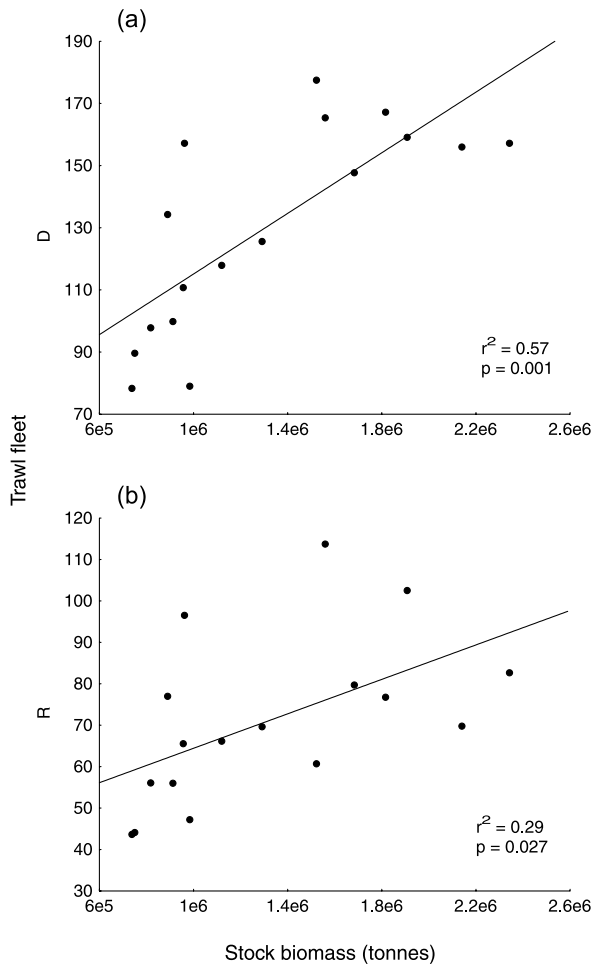 (a)
190
170
150
130
110
90
70
D
6e5 1e6 1.4e6 1.8e6 2.2e6 2.6e6
r² = 0.57
p = 0.001
Trawl fleet
(b)
120
110
100
90
80
70
60
50
40
30
R
6e5 1e6 1.4e6 1.8e6 2.2e6 2.6e6
r² = 0.29
p = 0.027
Stock biomass (tonnes)